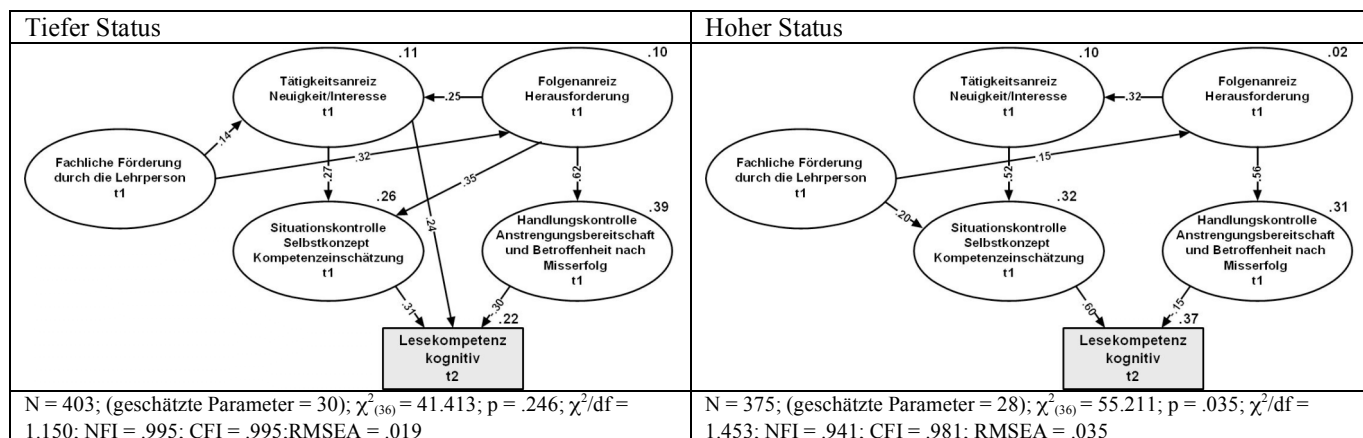 Tiefer Status
.11
.10
Tätigkeitsanreiz
Neuigkeit/Interesse
t1
.25
Folgenanreiz
Herausforderung
t1
.14
Fachliche Förderung
durch die Lehrperson
t1
.32
.27
.35
.62
.24
.26
.39
Situationskontrolle
Selbstkonzept
Kompetenzeinschätzung
t1
Handlungskontrolle
Anstrengungsbereitschaft
und Betroffenheit nach
Misserfolg
t1
.31
-.30
.22
Lesekompetenz
kognitiv
t2
N = 403; (geschätzte Parameter = 30); χ²₍₃₆₎ = 41.413; p = .246; χ²/df =
1.150; NFI = .995; CFI = .995;RMSEA = .019
Hoher Status
.10
.02
Tätigkeitsanreiz
Neuigkeit/Interesse
t1
.32
Folgenanreiz
Herausforderung
t1
Fachliche Förderung
durch die Lehrperson
t1
.15
.52
.56
.20
.32
.31
Situationskontrolle
Selbstkonzept
Kompetenzeinschätzung
t1
Handlungskontrolle
Anstrengungsbereitschaft
und Betroffenheit nach
Misserfolg
t1
.60
-.15
.37
Lesekompetenz
kognitiv
t2
N = 375; (geschätzte Parameter = 28); χ²₍₃₆₎ = 55.211; p = .035; χ²/df =
1.453; NFI = .941; CFI = .981; RMSEA = .035